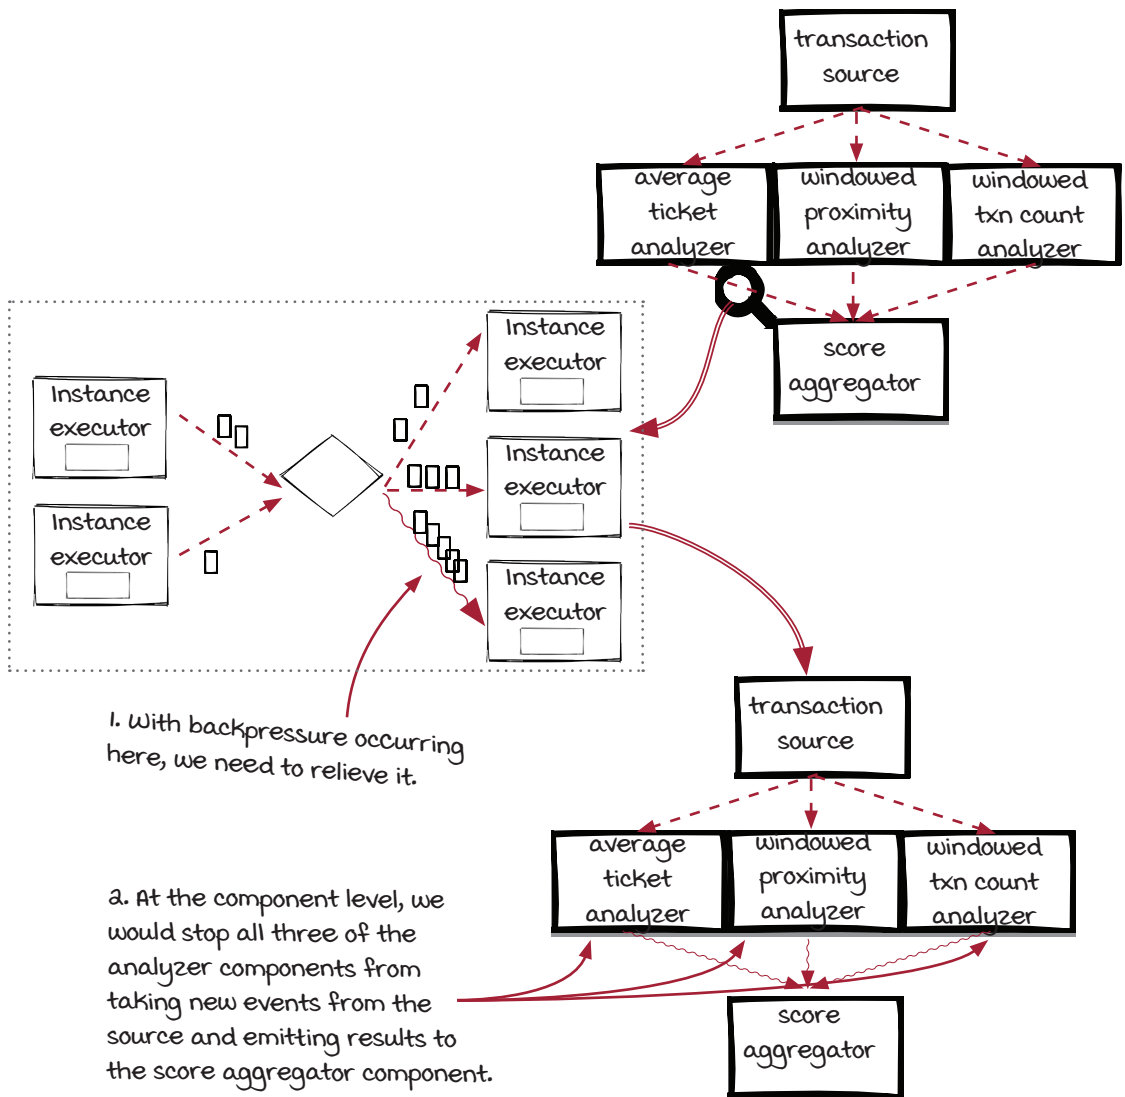 transaction
source
average
ticket
analyzer
windowed
proximity
analyzer
windowed
txn count
analyzer
score
aggregator
Instance
executor
Instance
executor
Instance
executor
Instance
executor
Instance
executor
1. With backpressure occurring
here, we need to relieve it.
transaction
source
average
ticket
analyzer
windowed
proximity
analyzer
windowed
txn count
analyzer
2. At the component level, we
would stop all three of the
analyzer components from
taking new events from the
source and emitting results to
the score aggregator component.
score
aggregator